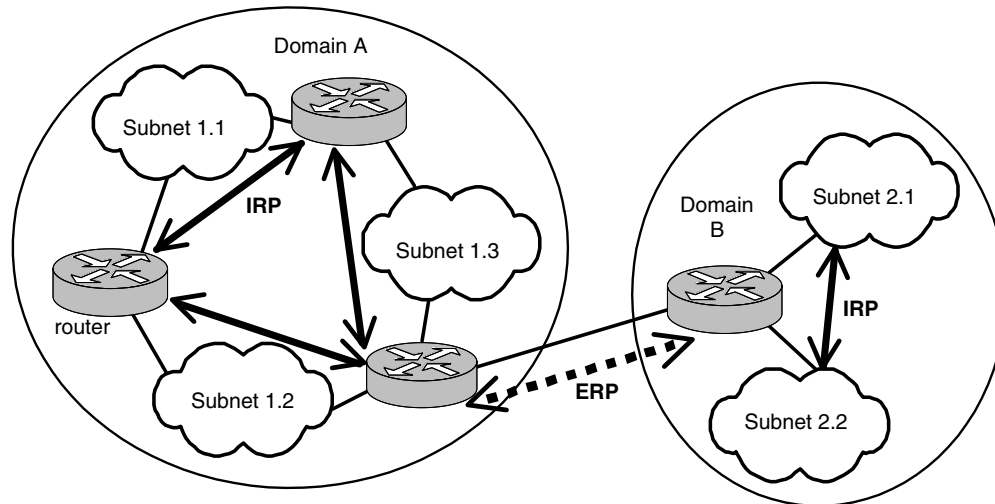 Domain A
Subnet 1.1
IRP
Subnet 1.3
router
Subnet 1.2
ERP
Domain
B
Subnet 2.1
IRP
Subnet 2.2